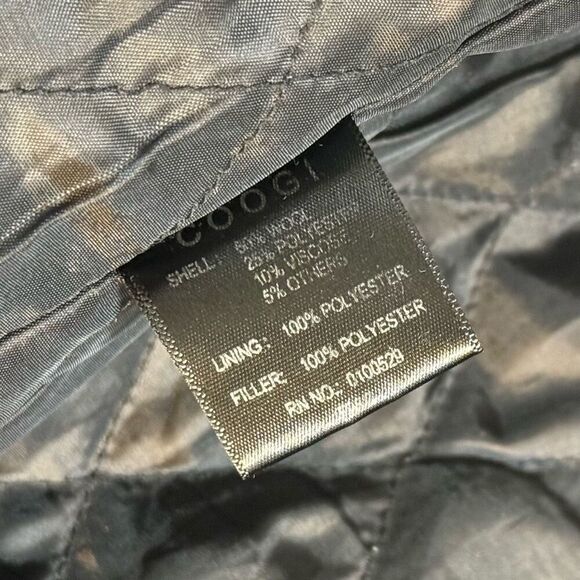 COOGI
SHELL: 60% WOOL
25% POLYESTER
10% VISCOSE
5% OTHERS
LINING: 100% POLYESTER
FILLER: 100% POLYESTER
RN NO.: 0100529